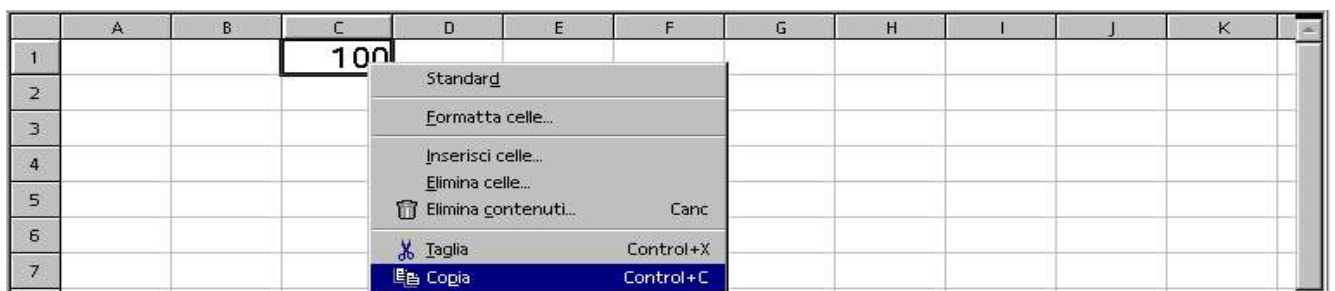 A B C D E F G H I J K
1 100
Standard
2
Formatta celle...
3
4 Inserisci celle...
Elimina celle...
5 Elimina contenuti... Canc
6
Taglia Control+X
7 Copia Control+C